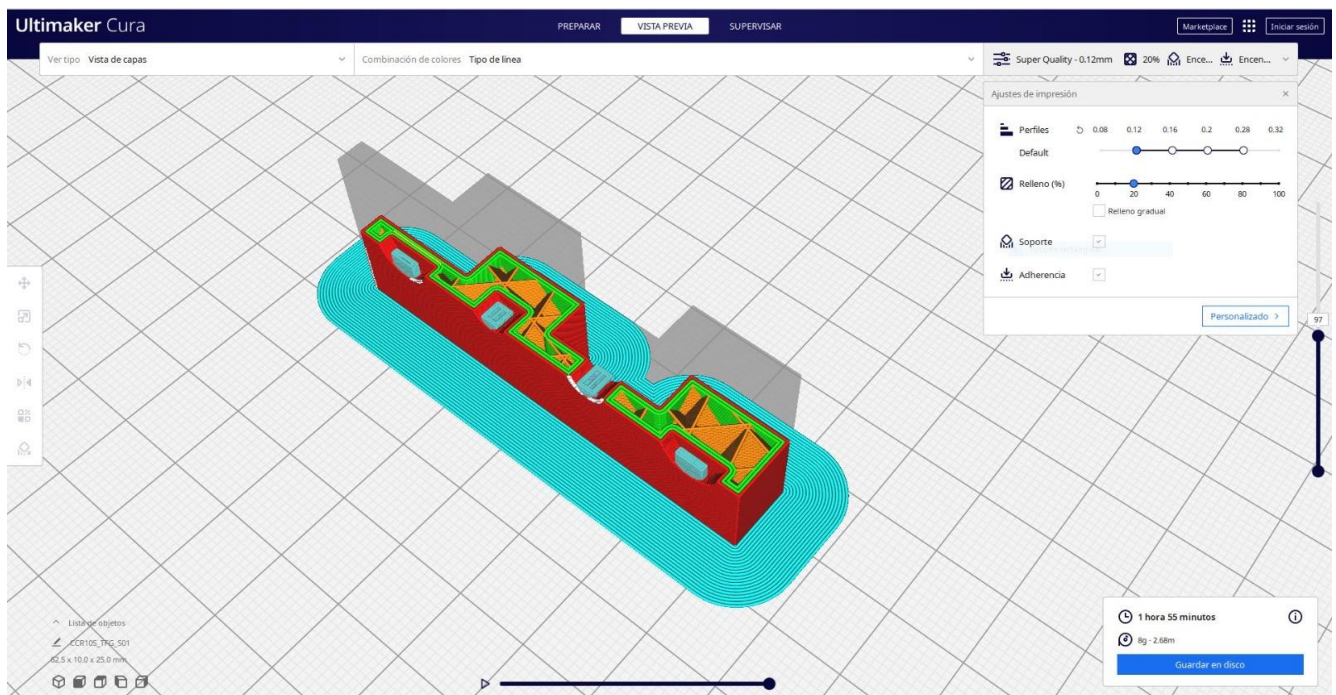 Ultimaker Cura
PREPARAR
VISTA PREVIA
SUPERVISAR
Marketplace
Iniciar sesión
Ver tipo Vista de capas
Combinación de colores Tipo de línea
Super Quality - 0.12mm 20% Ence... Encen...
Ajustes de impresión
Perfiles 0.08 0.12 0.16 0.2 0.28 0.32
Default
Relleno (%)
0 20 40 60 80 100
Relleno gradual
Soporte
Adherencia
Personalizado
97
Lista de objetos
CCR10S_TFG_S01
62.5 x 10.0 x 25.0 mm
1 hora 55 minutos
8g - 2.68m
Guardar en disco